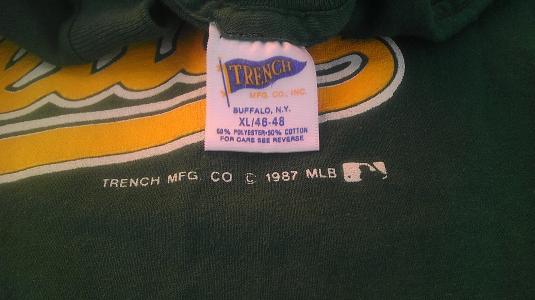 TRENCH
MFG. CO., INC.
BUFFALO, N.Y.
XL/46-48
50% POLYESTER·50% COTTON
FOR CARE SEE REVERSE
TRENCH MFG. CO © 1987 MLB